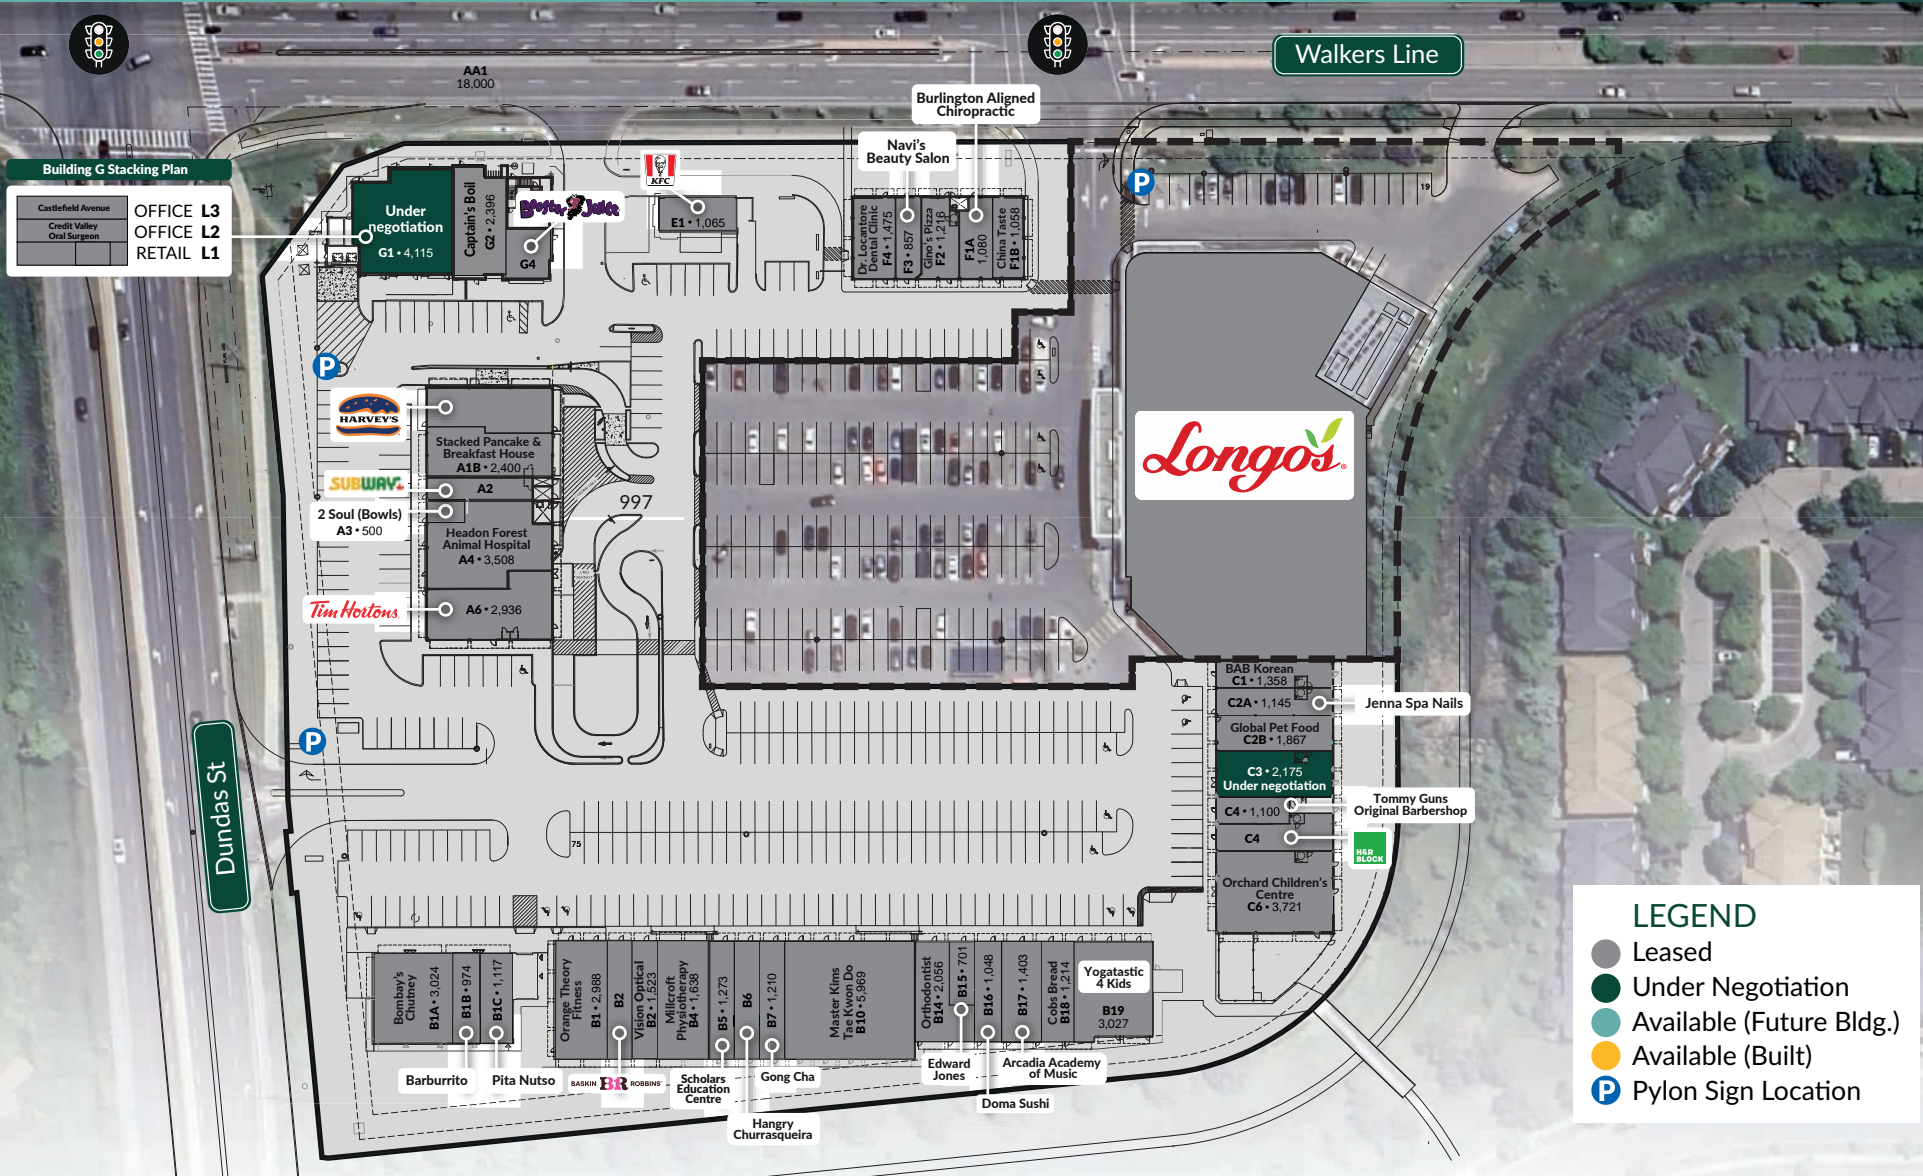 Walkers Line
AA1
18,000
Burlington Aligned
Chiropractic
Navi's
Beauty Salon
Building G Stacking Plan
Castlefield Avenue
Credit Valley
Oral Surgeon
OFFICE L3
OFFICE L2
RETAIL L1
Under
negotiation
G1 • 4,115
Captain's Boil
G2 • 2,396
Booster Juice
G4
KFC
E1 • 1,065
Dr. Locantore
Dental Clinic
F4 • 1,475
F3 • 857
Gino's Pizza
F2 • 1,216
F1A
1,080
China Taste
F1B • 1,058
P
19
P
HARVEY'S
Stacked Pancake &
Breakfast House
A1B • 2,400
SUBWAY
A2
2 Soul (Bowls)
A3 • 500
Headon Forest
Animal Hospital
A4 • 3,508
Tim Hortons
A6 • 2,936
997
Longo's
BAB Korean
C1 • 1,358
C2A • 1,145
Jenna Spa Nails
Global Pet Food
C2B • 1,867
C3 • 2,175
Under negotiation
C4 • 1,100
Tommy Guns
Original Barbershop
C4
H&R
BLOCK
Orchard Children's
Centre
C6 • 3,721
P
Dundas St
75
Bombay's
Chutney
B1A • 3,024
B1B • 974
B1C • 1,117
Orange Theory
Fitness
B1 • 2,988
B2
Vision Optical
B2 • 1,523
Millcroft
Physiotherapy
B4 • 1,638
B5 • 1,273
B6
B7 • 1,210
Master Kims
Tae Kwon Do
B10 • 5,969
Orthodontist
B14 • 2,056
B15 • 701
B16 • 1,048
B17 • 1,403
Cobs Bread
B18 • 1,214
Yogatastic
4 Kids
B19
3,027
Barburrito
Pita Nutso
BASKIN BR ROBBINS
Scholars
Education
Centre
Gong Cha
Hangry
Churrasqueira
Edward
Jones
Arcadia Academy
of Music
Doma Sushi
LEGEND
Leased
Under Negotiation
Available (Future Bldg.)
Available (Built)
P Pylon Sign Location